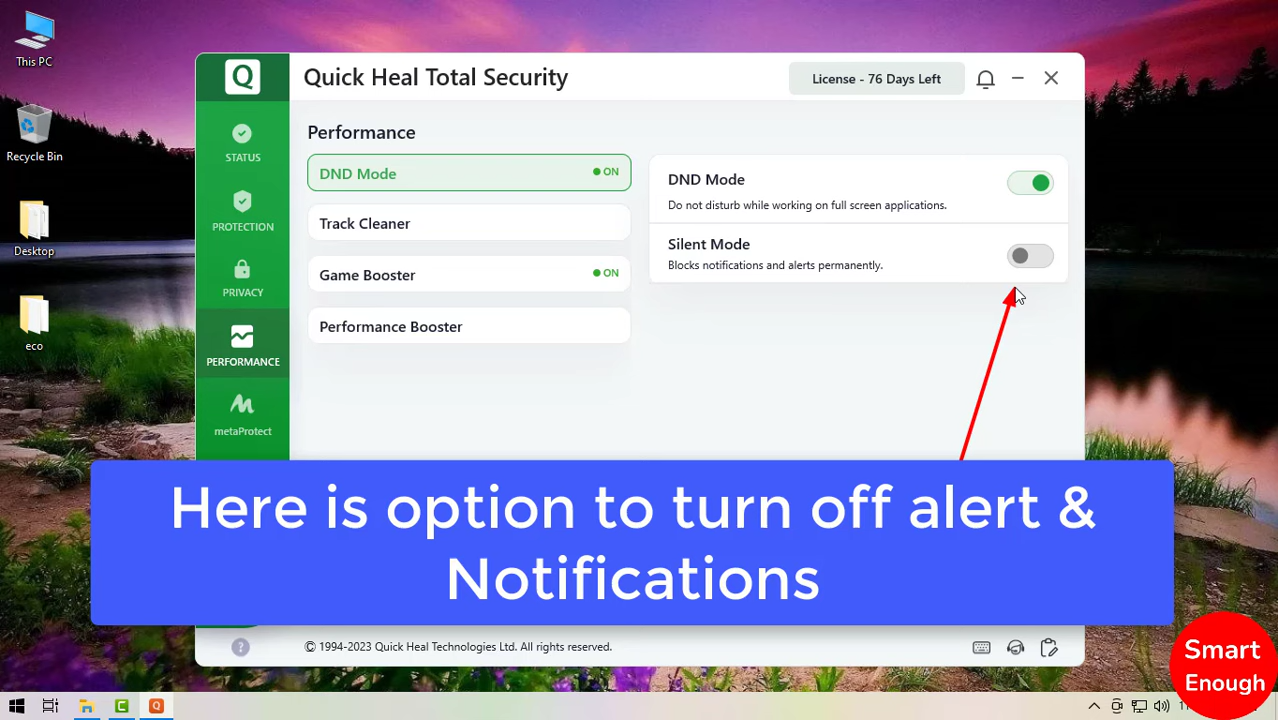 This PC
Recycle Bin
Desktop
eco
Q
Quick Heal Total Security
License - 76 Days Left
STATUS
PROTECTION
PRIVACY
PERFORMANCE
metaProtect
Performance
DND Mode
ON
Track Cleaner
Game Booster
ON
Performance Booster
DND Mode
Do not disturb while working on full screen applications.
Silent Mode
Blocks notifications and alerts permanently.
Here is option to turn off alert &
Notifications
?
© 1994-2023 Quick Heal Technologies Ltd. All rights reserved.
Smart
Enough